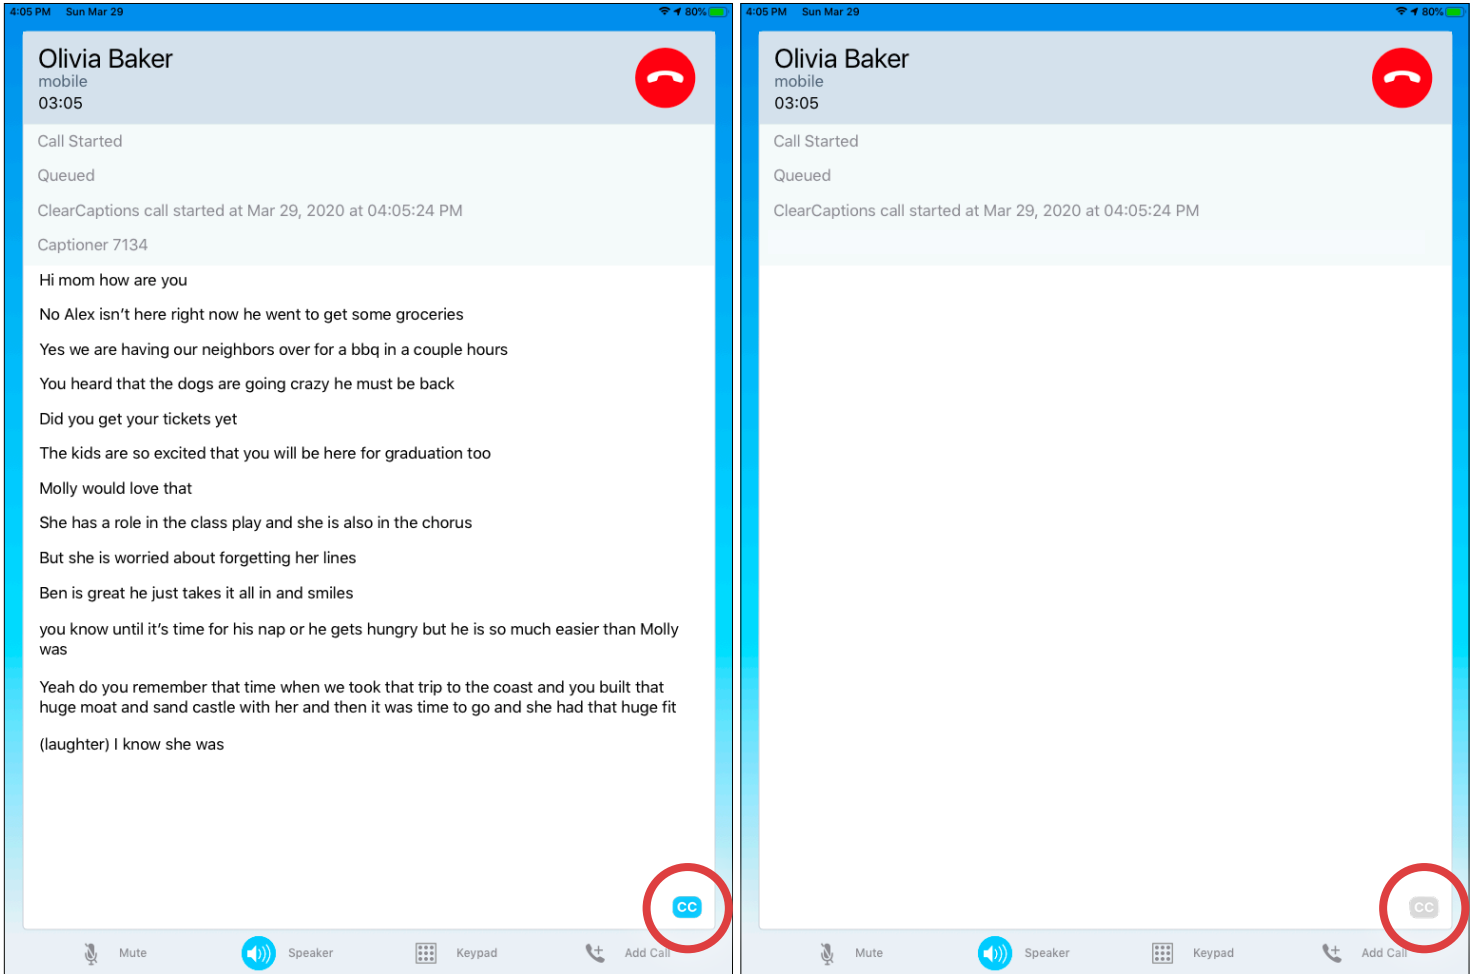 4:05 PM Sun Mar 29 80%
Olivia Baker
mobile
03:05
Call Started
Queued
ClearCaptions call started at Mar 29, 2020 at 04:05:24 PM
Captioner 7134
Hi mom how are you
No Alex isn’t here right now he went to get some groceries
Yes we are having our neighbors over for a bbq in a couple hours
You heard that the dogs are going crazy he must be back
Did you get your tickets yet
The kids are so excited that you will be here for graduation too
Molly would love that
She has a role in the class play and she is also in the chorus
But she is worried about forgetting her lines
Ben is great he just takes it all in and smiles
you know until it’s time for his nap or he gets hungry but he is so much easier than Molly
was
Yeah do you remember that time when we took that trip to the coast and you built that
huge moat and sand castle with her and then it was time to go and she had that huge fit
(laughter) I know she was
CC
Mute Speaker Keypad Add Call
4:05 PM Sun Mar 29 80%
Olivia Baker
mobile
03:05
Call Started
Queued
ClearCaptions call started at Mar 29, 2020 at 04:05:24 PM
CC
Mute Speaker Keypad Add Call